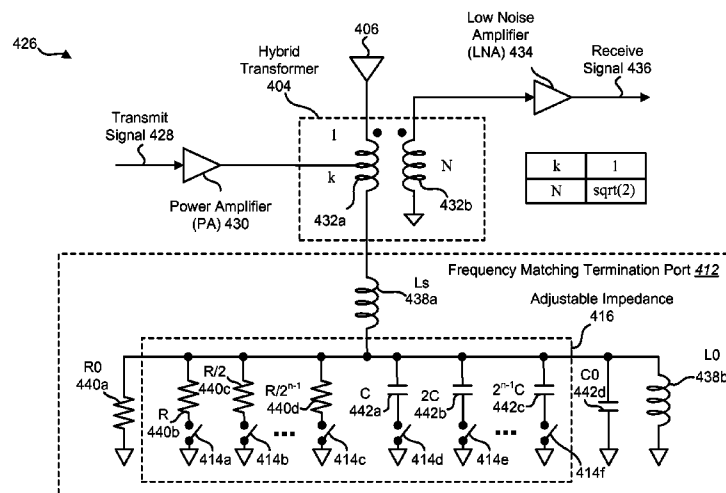 426
406
Hybrid
Transformer
404
Low Noise
Amplifier
(LNA) 434
Receive
Signal 436
Transmit
Signal 428
Power Amplifier
(PA) 430
1
k
N
432a
432b
k 1
N sqrt(2)
Frequency Matching Termination Port 412
Ls
438a
Adjustable Impedance
416
R0
440a
R
440b
R/2
440c
R/2ⁿ⁻¹
440d
C
442a
2C
442b
2ⁿ⁻¹C
442c
C0
442d
L0
438b
414a
414b
414c
414d
414e
414f